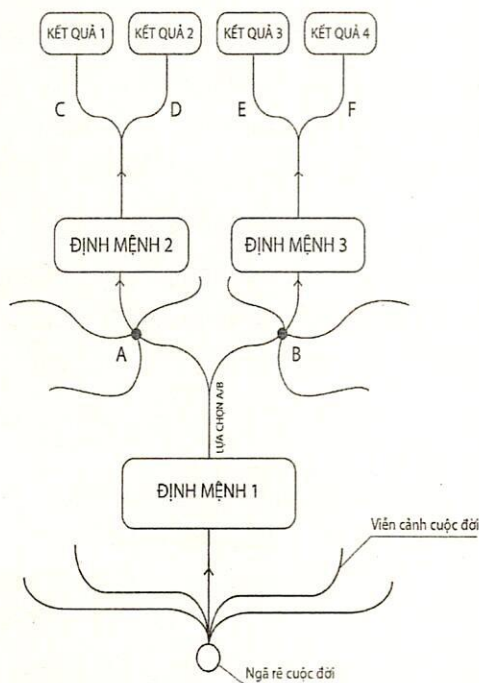 KẾT QUẢ 1
KẾT QUẢ 2
KẾT QUẢ 3
KẾT QUẢ 4
C
D
E
F
ĐỊNH MỆNH 2
ĐỊNH MỆNH 3
A
B
LỰA CHỌN A/B
ĐỊNH MỆNH 1
Viễn cảnh cuộc đời
Ngã rẽ cuộc đời